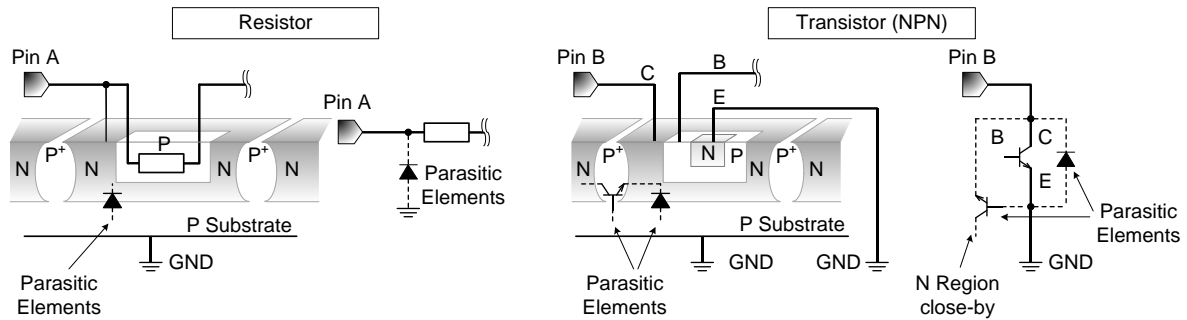 Resistor
Pin A
N
P+
N
P
P+
N
N
P Substrate
GND
Parasitic
Elements
Pin A
Parasitic
Elements
Transistor (NPN)
Pin B
C
B
E
N
P+
N
N
P
P+
N
N
P Substrate
GND
GND
Parasitic
Elements
Pin B
B
C
E
Parasitic
Elements
GND
N Region
close-by